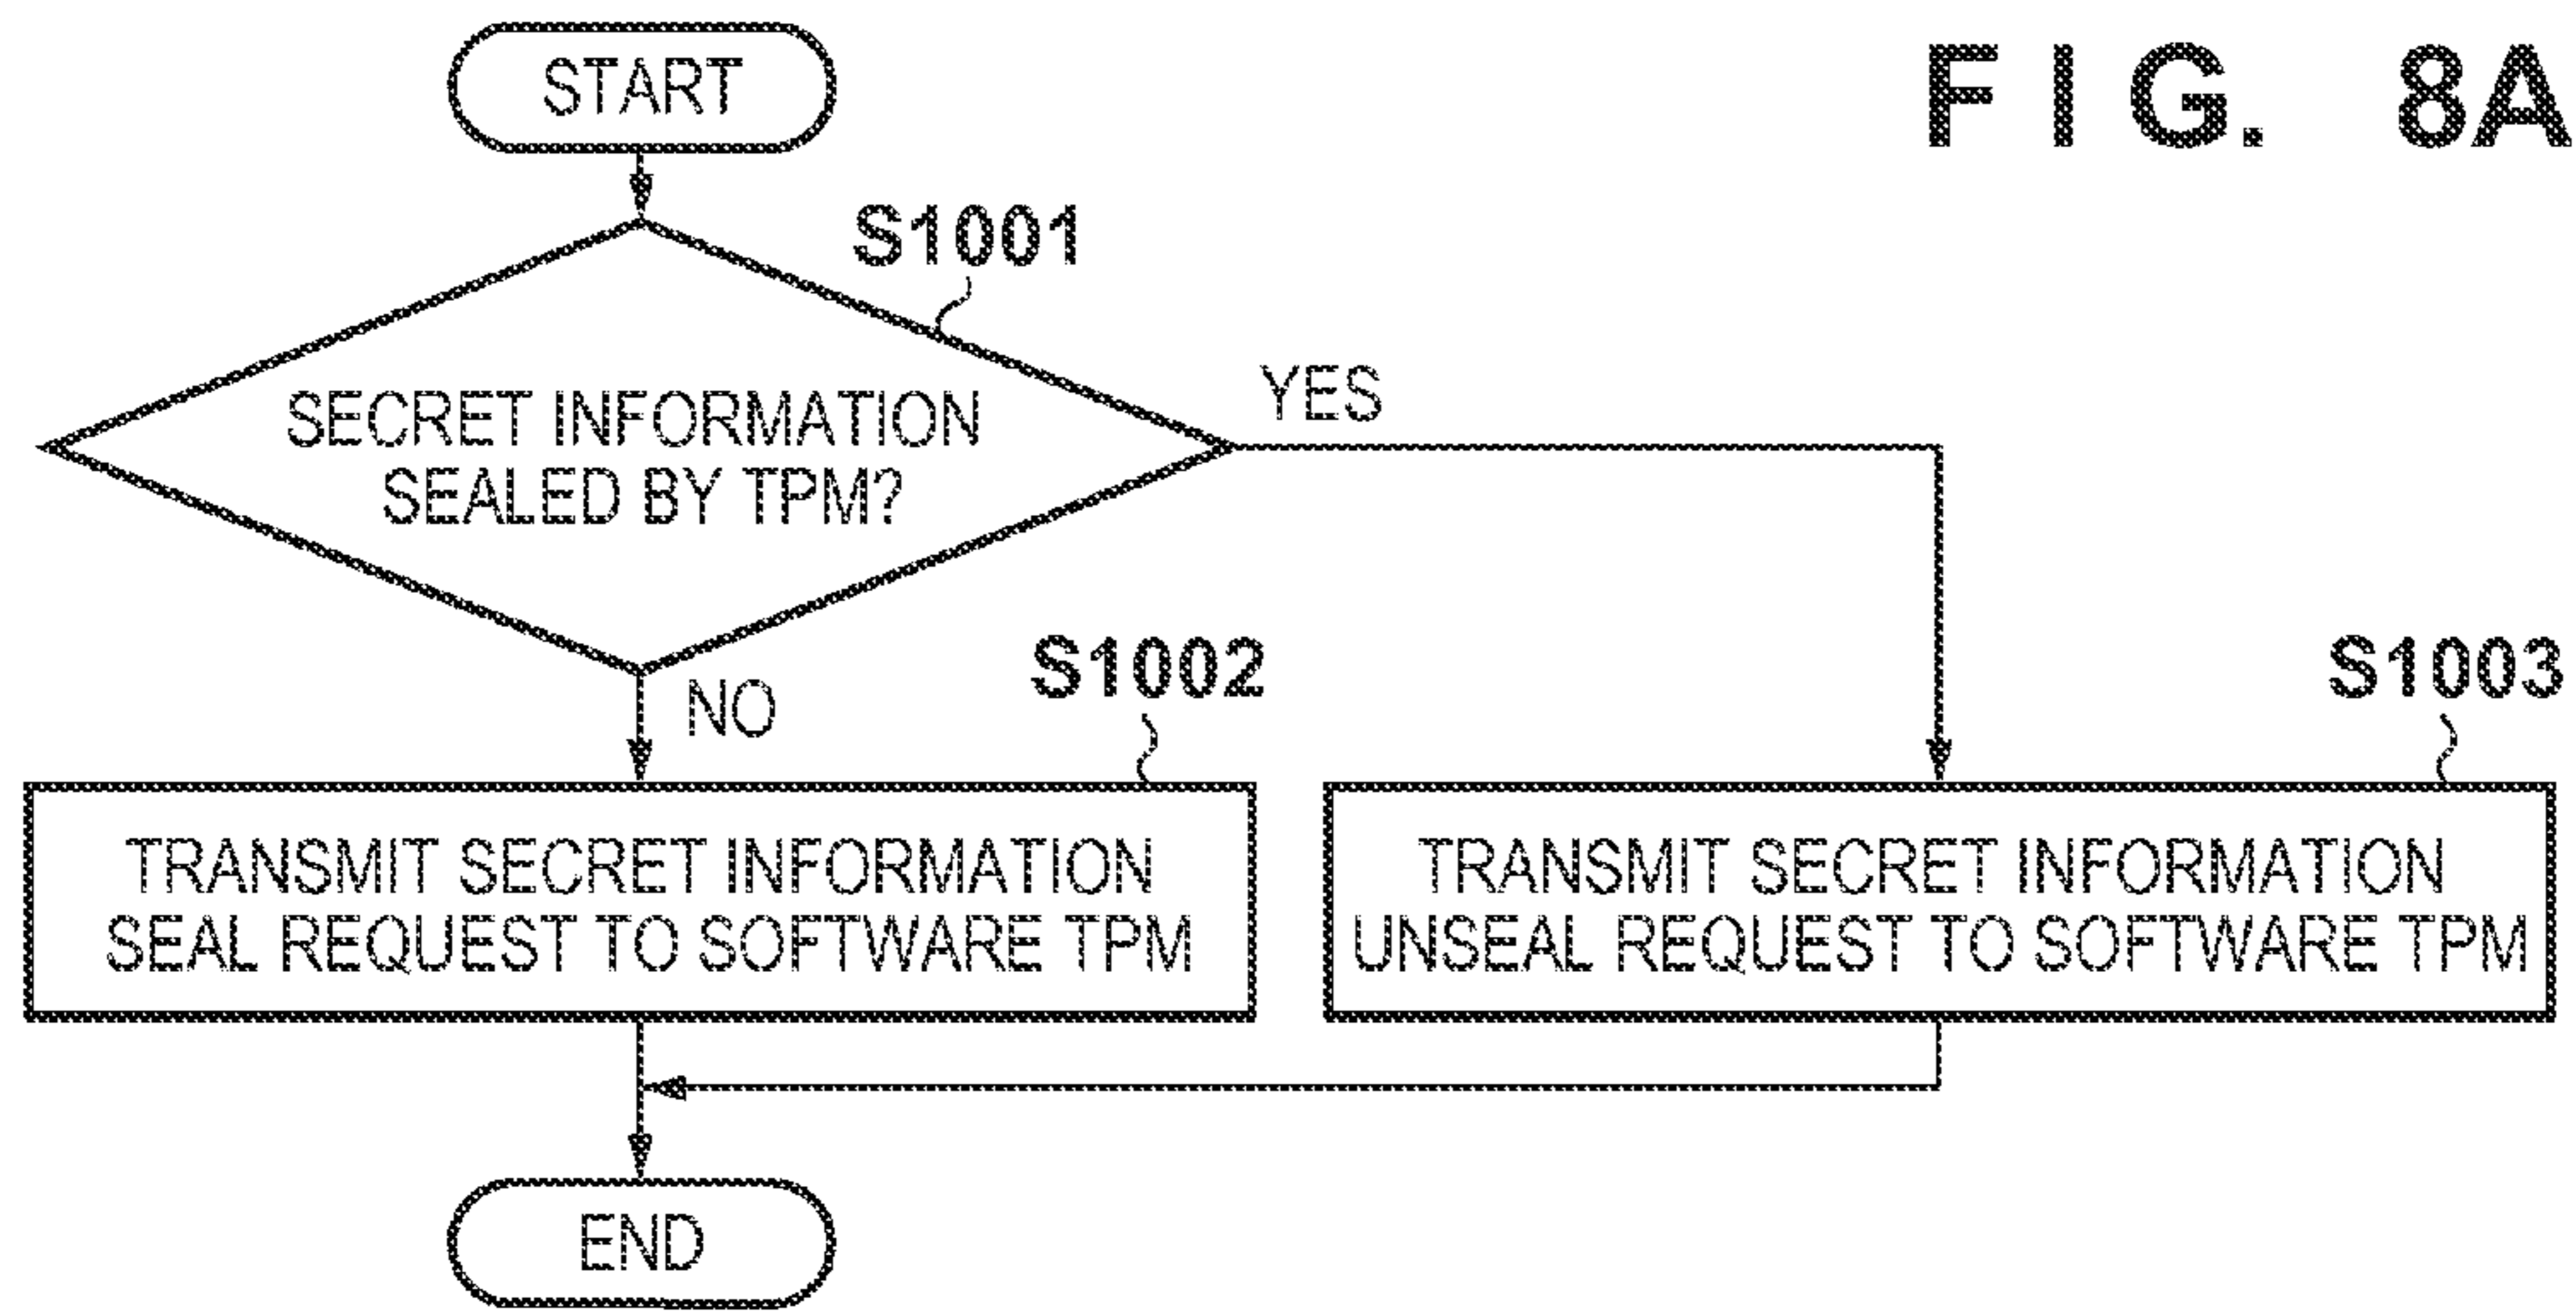 FIG. 8A
START
S1001
SECRET INFORMATION
SEALED BY TPM?
YES
NO
S1002
TRANSMIT SECRET INFORMATION
SEAL REQUEST TO SOFTWARE TPM
S1003
TRANSMIT SECRET INFORMATION
UNSEAL REQUEST TO SOFTWARE TPM
END